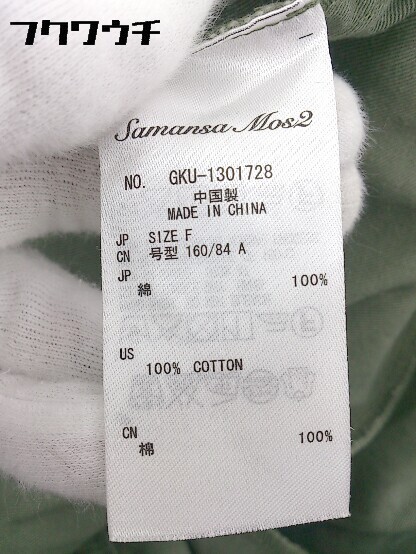 フクワウチ
Samansa Mos2
NO. GKU-1301728
中国製
MADE IN CHINA
JP SIZE F
CN 号型 160/84 A
JP
綿 100%
US
100% COTTON
CN
棉 100%